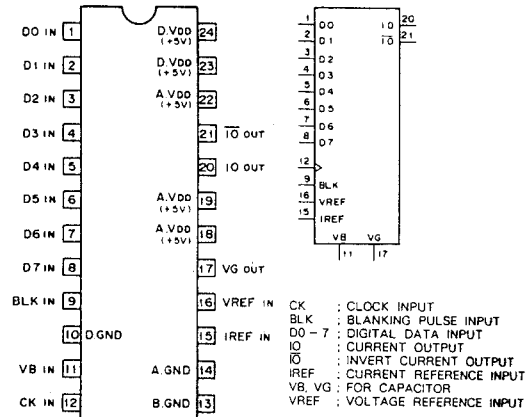 D0 IN 1 D.VDD (+5V) 24
D1 IN 2 D.VDD (+5V) 23
D2 IN 3 A.VDD (+5V) 22
D3 IN 4 21 IO OUT
D4 IN 5 20 IO OUT
D5 IN 6 A.VDD (+5V) 19
D6 IN 7 A.VDD (+5V) 18
D7 IN 8 17 VG OUT
BLK IN 9 16 VREF IN
10 D.GND 15 IREF IN
VB IN 11 A.GND 14
CK IN 12 B.GND 13
1 D0 IO 20
2 D1 IO 21
3 D2
4 D3
5 D4
6 D5
7 D6
8 D7
12
9 BLK
16 VREF
15 IREF
VB VG
11 17
CK ; CLOCK INPUT
BLK ; BLANKING PULSE INPUT
D0 - 7 ; DIGITAL DATA INPUT
IO ; CURRENT OUTPUT
IO ; INVERT CURRENT OUTPUT
IREF ; CURRENT REFERENCE INPUT
VB, VG ; FOR CAPACITOR
VREF ; VOLTAGE REFERENCE INPUT